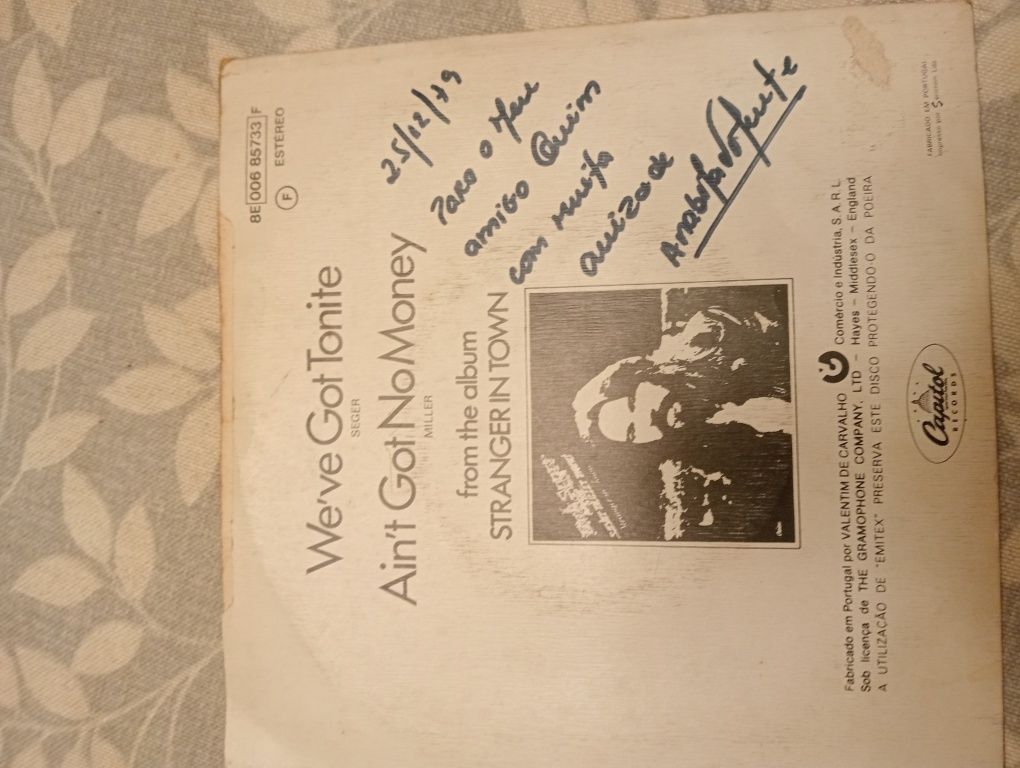 8E 006 85733 F
F ESTÉREO
We've Got Tonite
SEGER
Ain't Got No Money
MILLER
from the album
STRANGER IN TOWN
25/12/79
Para o meu
amigo Quim
com muita
amizade
Fabricado em Portugal por VALENTIM DE CARVALHO Comércio e Indústria, S.A.R.L.
Sob licença de THE GRAMOPHONE COMPANY, LTD – Hayes – Middlesex – England
A UTILIZAÇÃO DE "EMITEX" PRESERVA ESTE DISCO PROTEGENDO-O DA POEIRA
Capitol
RECORDS
FABRICADO EM PORTUGAL
Impresso por